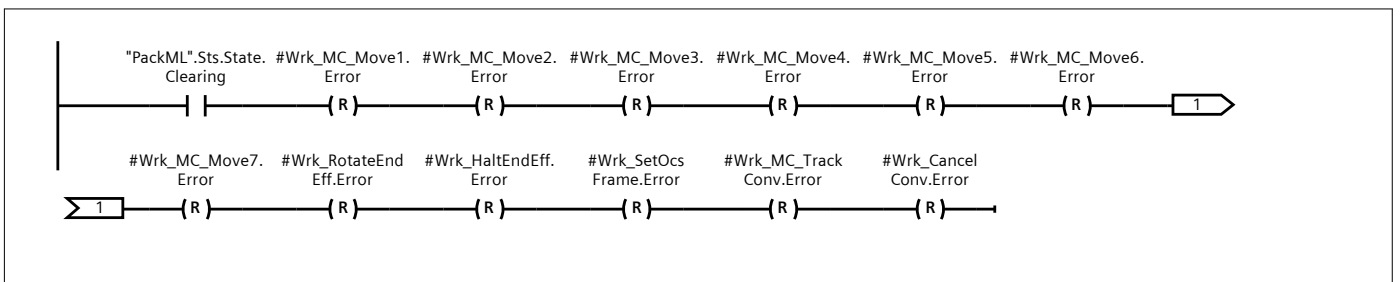 "PackML".Sts.State. #Wrk_MC_Move1. #Wrk_MC_Move2. #Wrk_MC_Move3. #Wrk_MC_Move4. #Wrk_MC_Move5. #Wrk_MC_Move6.
Clearing Error Error Error Error Error Error
R R R R R R 1
#Wrk_MC_Move7. #Wrk_RotateEnd #Wrk_HaltEndEff. #Wrk_SetOcs #Wrk_MC_Track #Wrk_Cancel
Error Eff.Error Error Frame.Error Conv.Error Conv.Error
1 R R R R R R